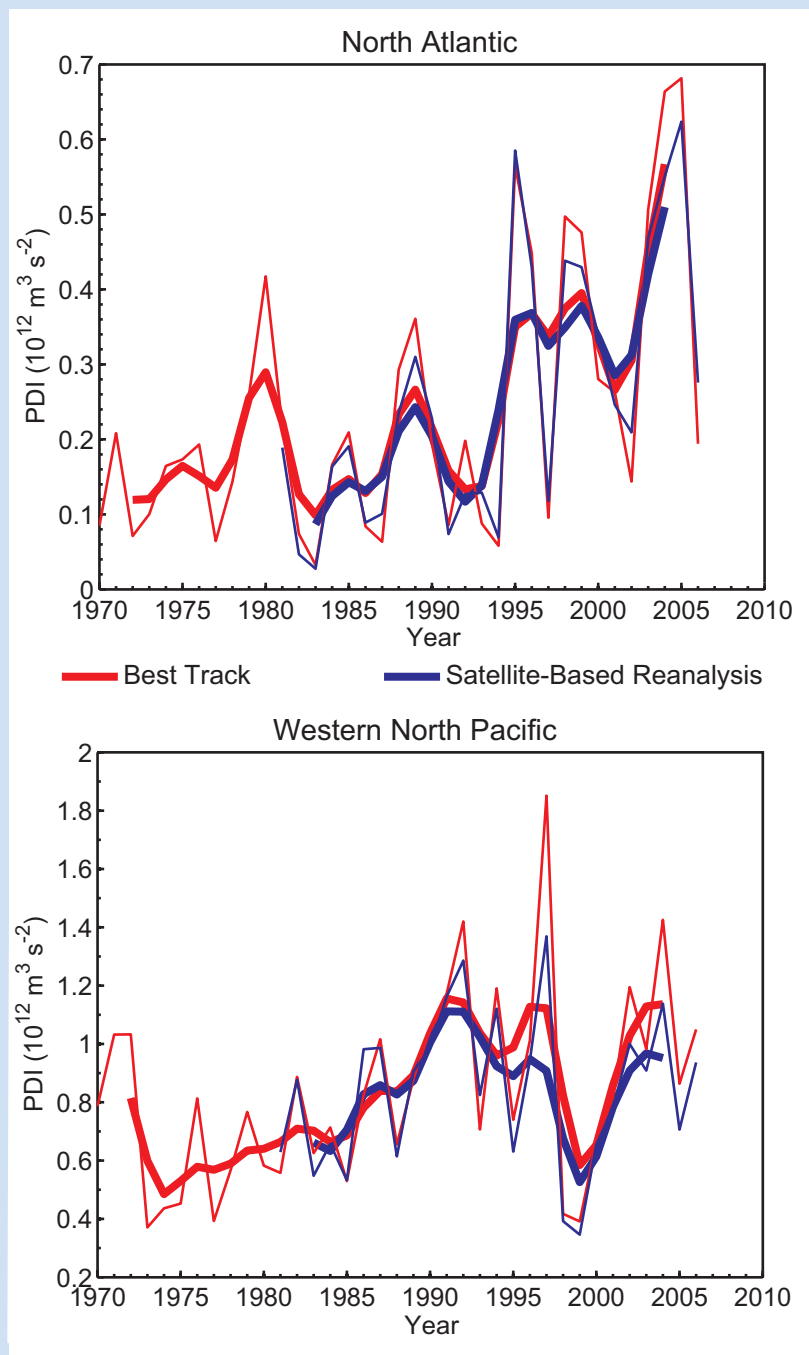 North Atlantic
PDI (10¹² m³ s⁻²)
0.7
0.6
0.5
0.4
0.3
0.2
0.1
0
1970 1975 1980 1985 1990 1995 2000 2005 2010
Year
Best Track Satellite-Based Reanalysis
Western North Pacific
PDI (10¹² m³ s⁻²)
2
1.8
1.6
1.4
1.2
1
0.8
0.6
0.4
0.2
1970 1975 1980 1985 1990 1995 2000 2005 2010
Year